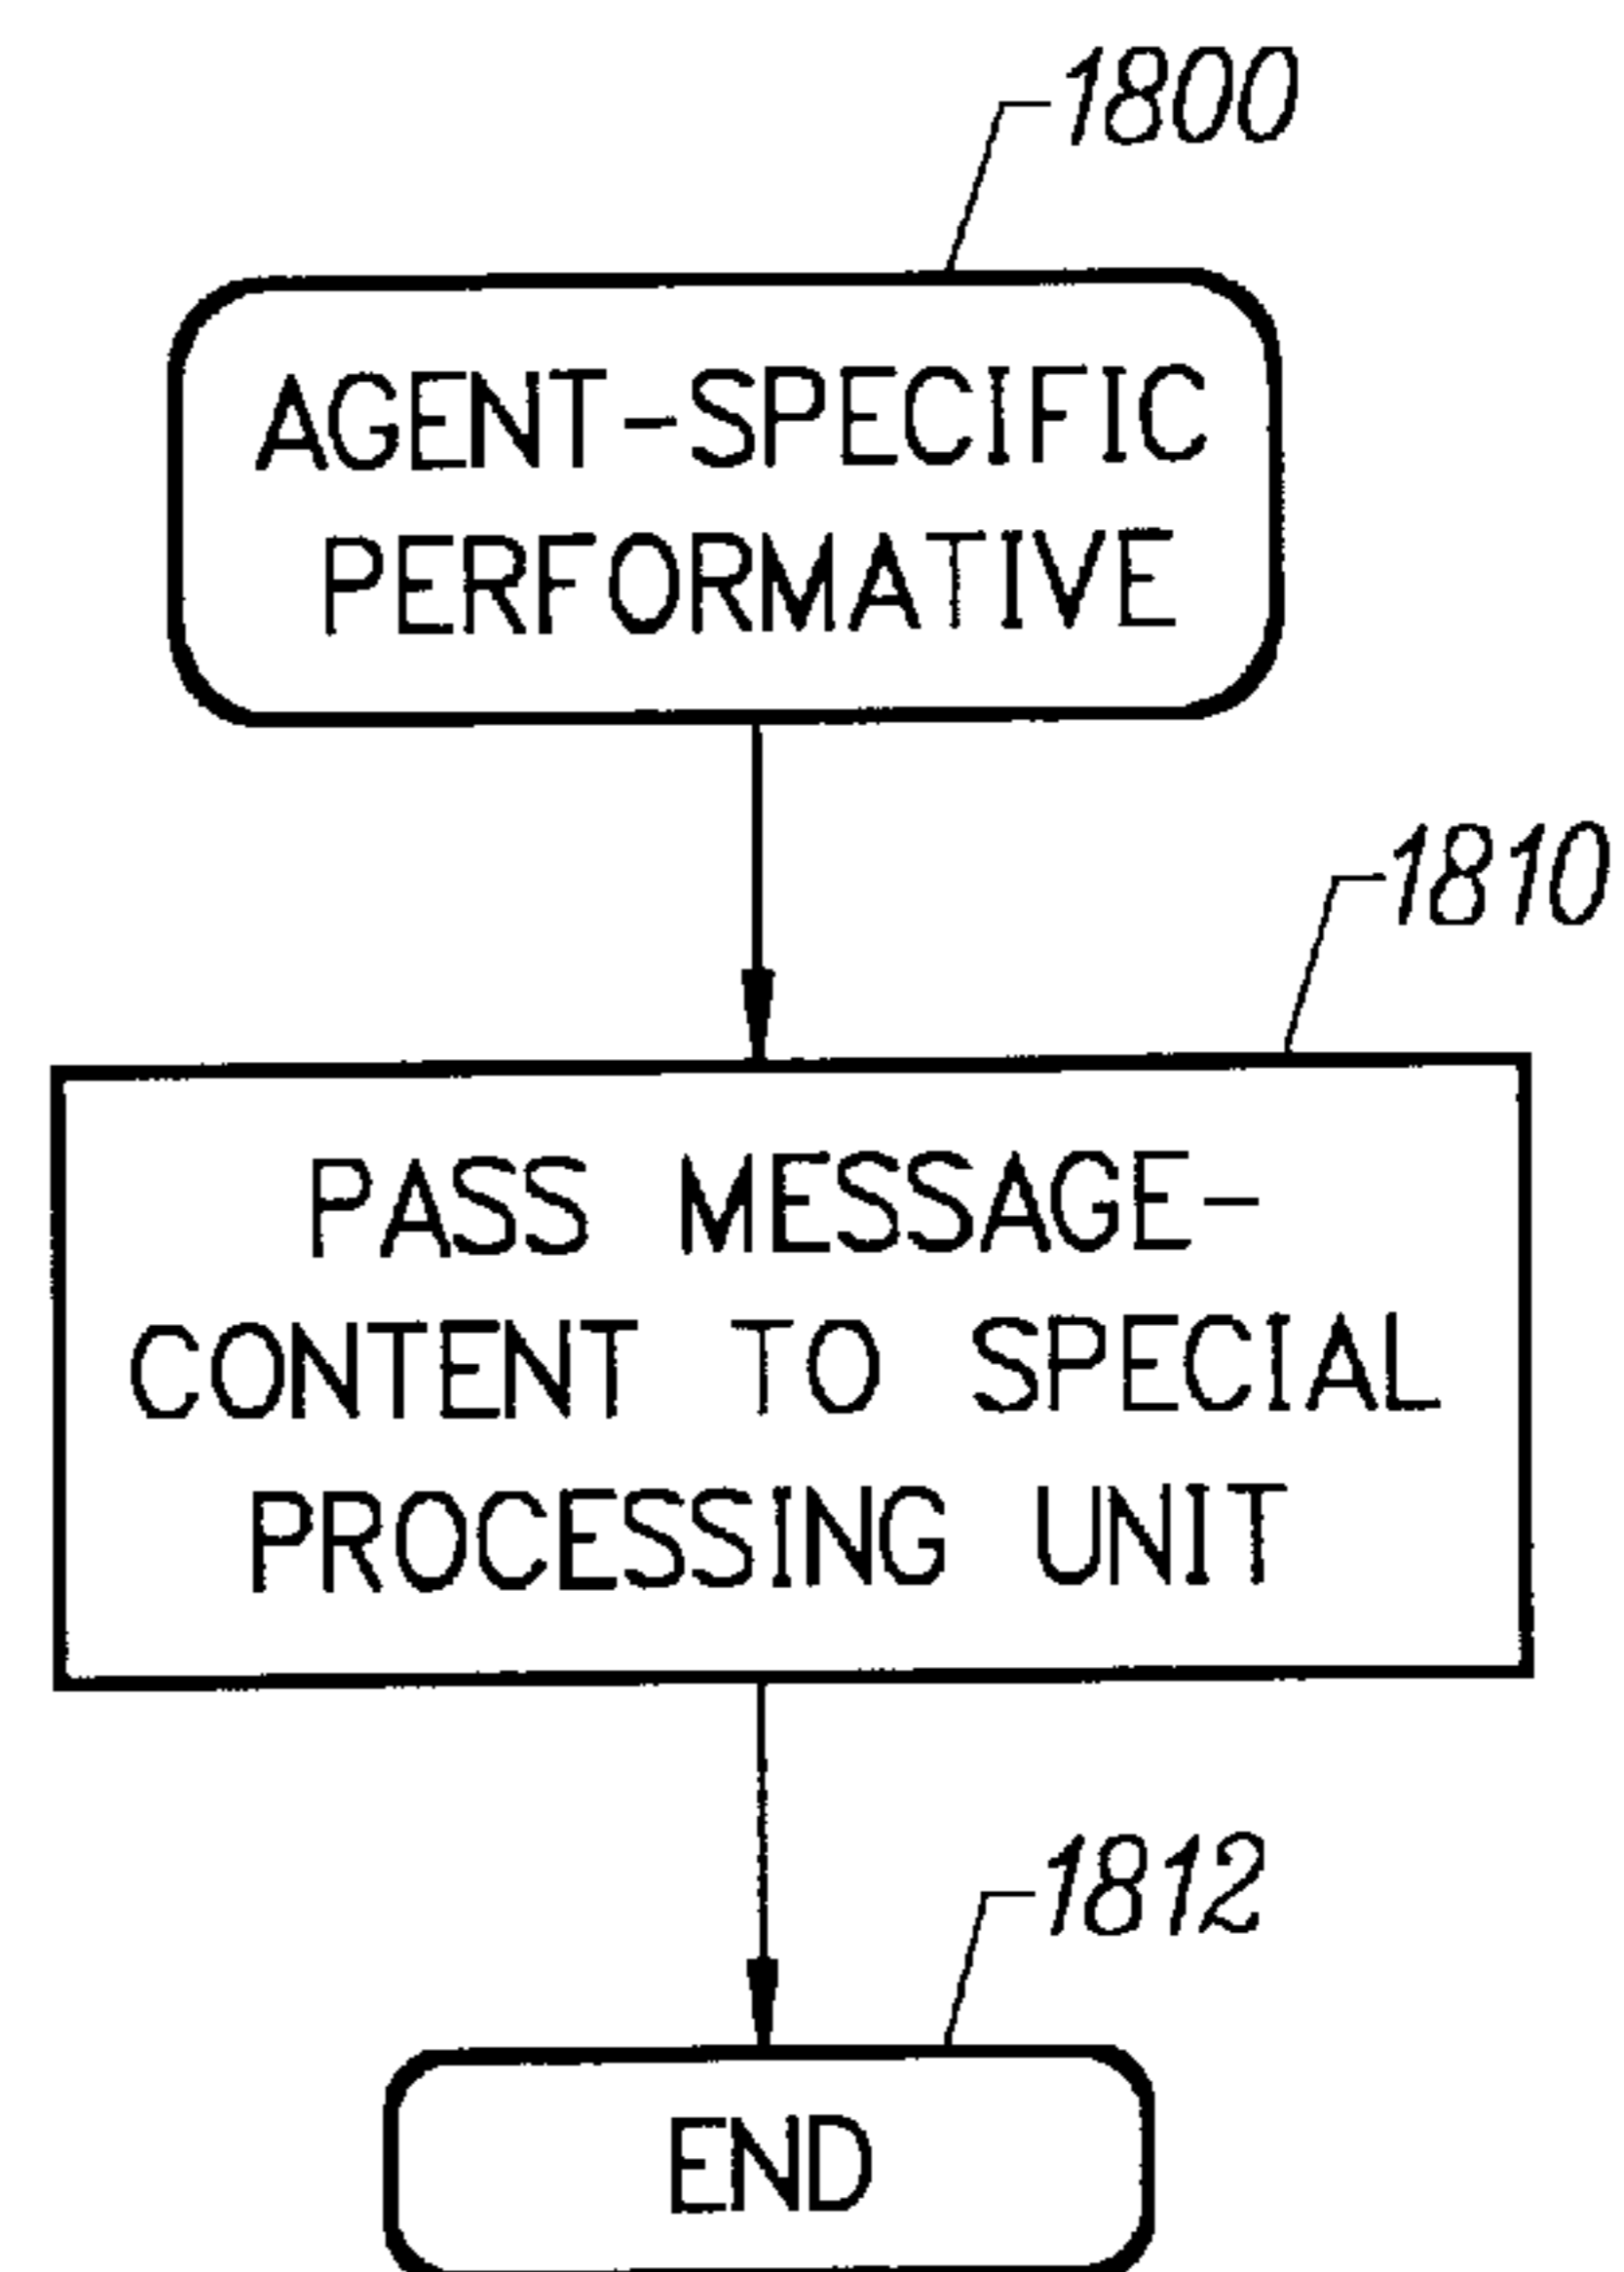 1800
AGENT-SPECIFIC
PERFORMATIVE
1810
PASS MESSAGE-
CONTENT TO SPECIAL
PROCESSING UNIT
1812
END